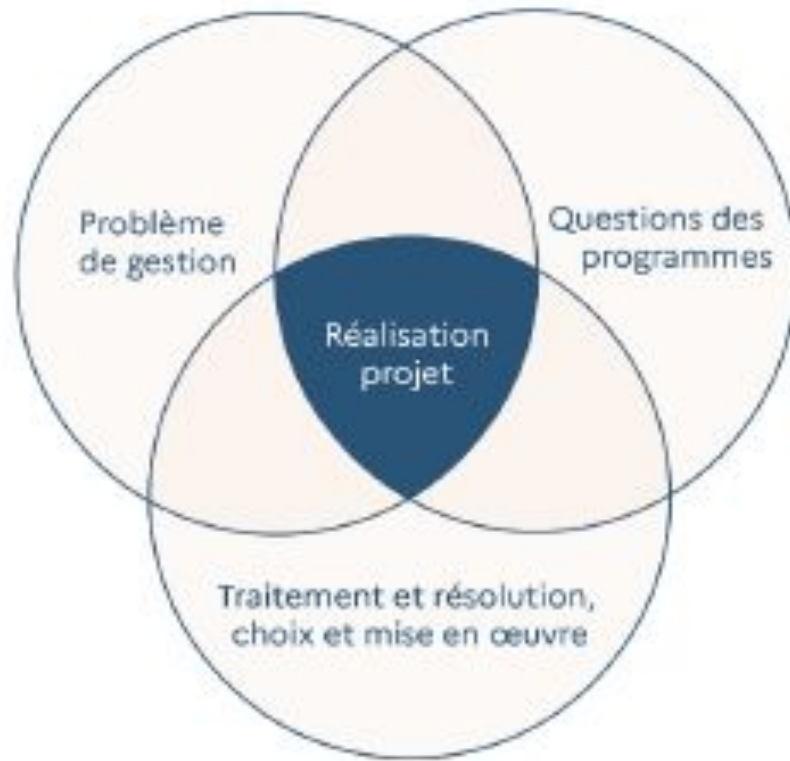 Problème
de gestion
Questions des
programmes
Réalisation
projet
Traitement et résolution,
choix et mise en œuvre